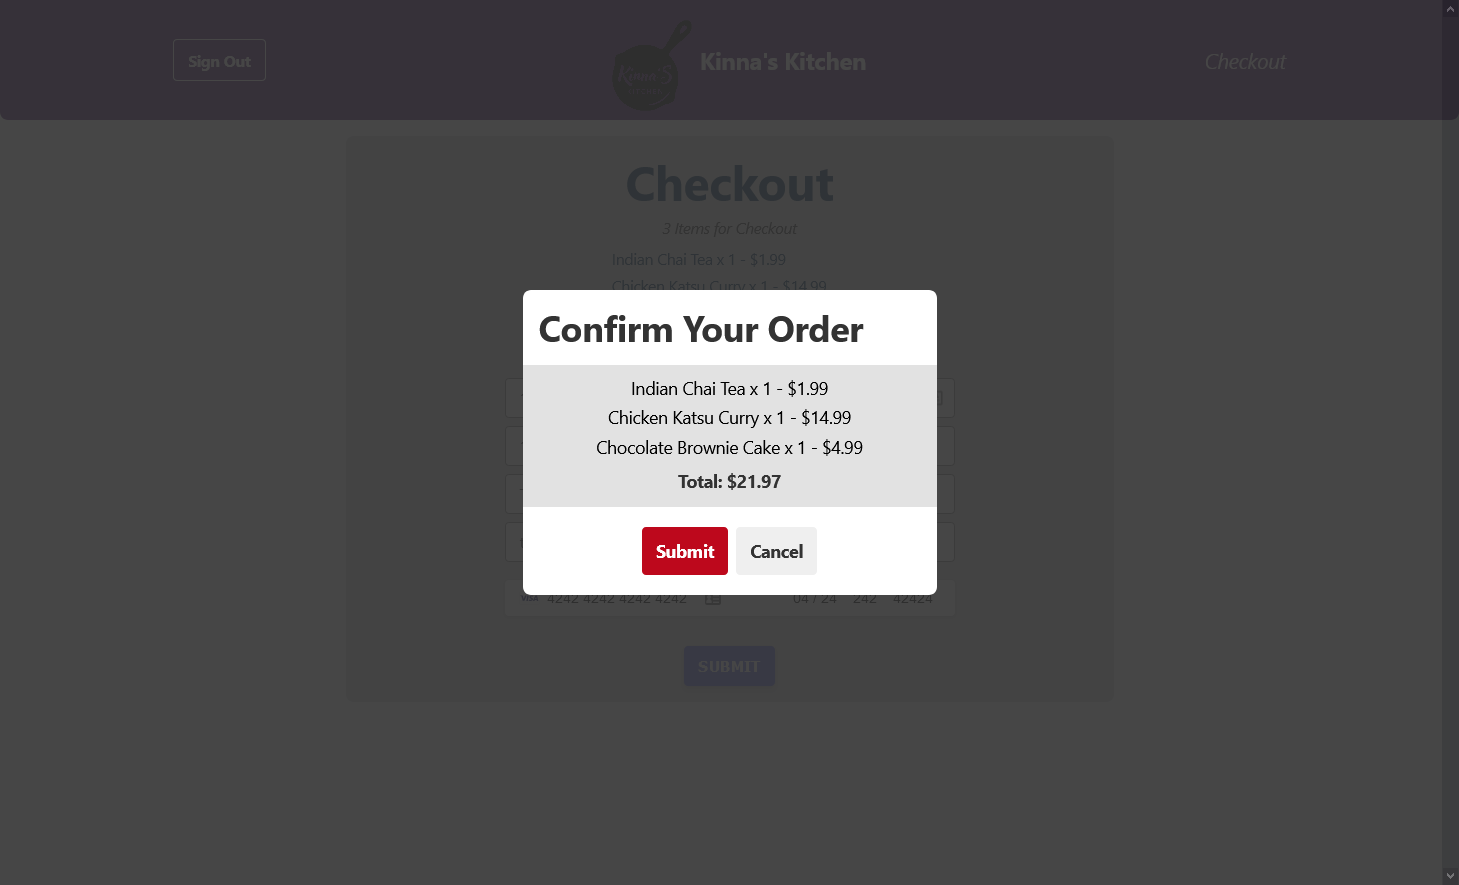 Sign Out
Kinna's
Kinna's Kitchen
Checkout
Checkout
3 Items for Checkout
Indian Chai Tea x 1 - $1.99
Chicken Katsu Curry x 1 - $14.99
Confirm Your Order
Indian Chai Tea x 1 - $1.99
Chicken Katsu Curry x 1 - $14.99
Chocolate Brownie Cake x 1 - $4.99
Total: $21.97
Submit Cancel
VISA 4242 4242 4242 4242 04 / 24 242 42424
SUBMIT